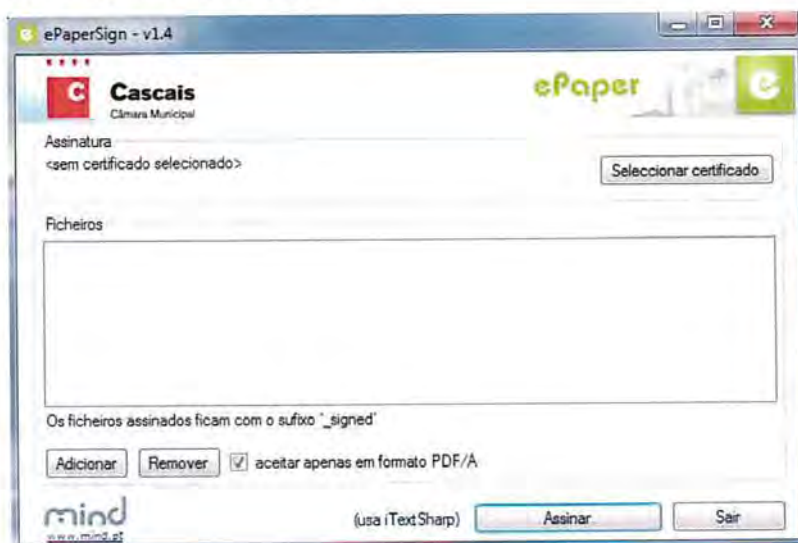 ePaperSign - v1.4
C Cascais
Câmara Municipal
ePaper e
Assinatura
<sem certificado selecionado>
Seleccionar certificado
Ficheiros
Os ficheiros assinados ficam com o sufixo '_signed'
Adicionar Remover aceitar apenas em formato PDF/A
mind
www.mind.pt
(usa iTextSharp) Assinar Sair